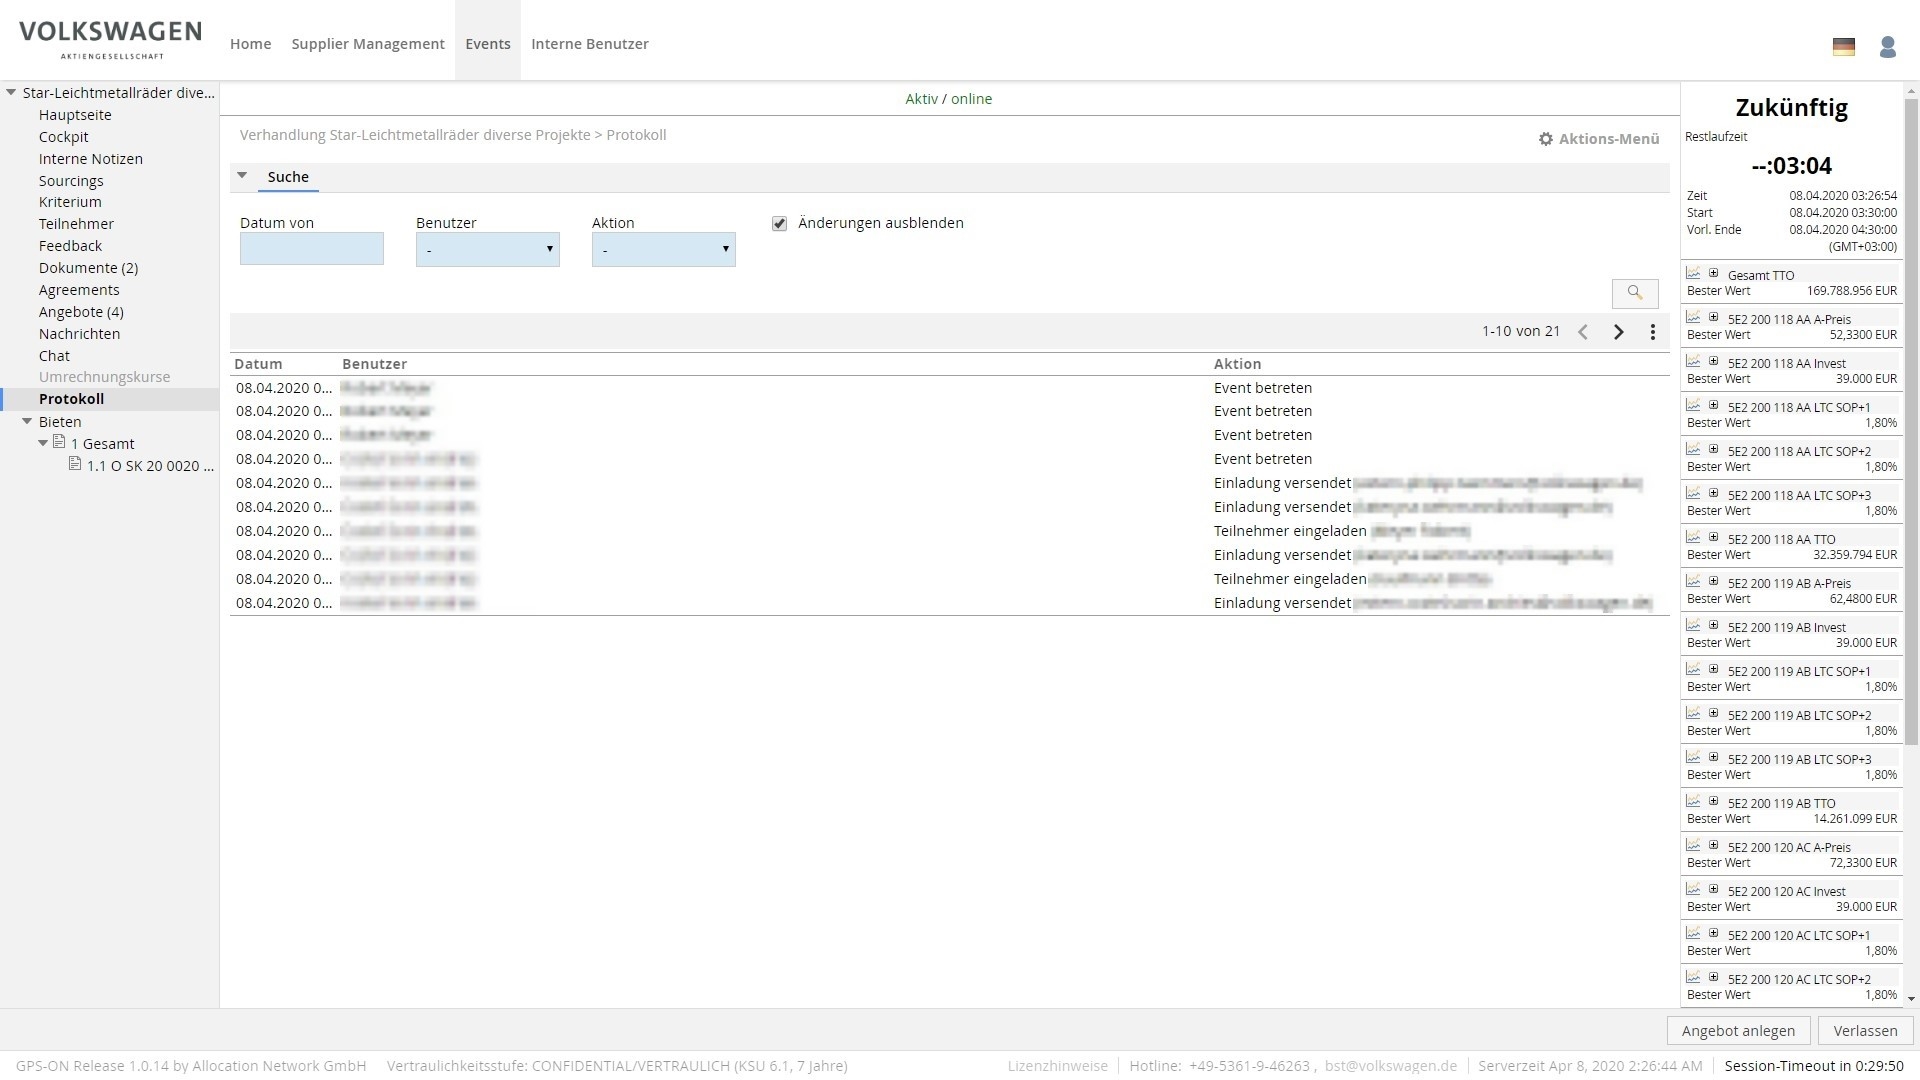 VOLKSWAGEN
AKTIENGESELLSCHAFT
Home Supplier Management Events Interne Benutzer
Star-Leichtmetallräder dive...
Hauptseite
Cockpit
Interne Notizen
Sourcings
Kriterium
Teilnehmer
Feedback
Dokumente (2)
Agreements
Angebote (4)
Nachrichten
Chat
Umrechnungskurse
Protokoll
Bieten
1 Gesamt
1.1 O SK 20 0020 ...
Aktiv / online
Verhandlung Star-Leichtmetallräder diverse Projekte > Protokoll
Aktions-Menü
Suche
Datum von Benutzer Aktion Änderungen ausblenden
- -
1-10 von 21
Datum Benutzer Aktion
08.04.2020 0... Event betreten
08.04.2020 0... Event betreten
08.04.2020 0... Event betreten
08.04.2020 0... Event betreten
08.04.2020 0... Einladung versendet
08.04.2020 0... Einladung versendet
08.04.2020 0... Teilnehmer eingeladen
08.04.2020 0... Einladung versendet
08.04.2020 0... Teilnehmer eingeladen
08.04.2020 0... Einladung versendet
Zukünftig
Restlaufzeit
--:03:04
Zeit 08.04.2020 03:26:54
Start 08.04.2020 03:30:00
Vorl. Ende 08.04.2020 04:30:00
(GMT+03:00)
Gesamt TTO
Bester Wert 169.788.956 EUR
5E2 200 118 AA A-Preis
Bester Wert 52,3300 EUR
5E2 200 118 AA Invest
Bester Wert 39.000 EUR
5E2 200 118 AA LTC SOP+1
Bester Wert 1,80%
5E2 200 118 AA LTC SOP+2
Bester Wert 1,80%
5E2 200 118 AA LTC SOP+3
Bester Wert 1,80%
5E2 200 118 AA TTO
Bester Wert 32.359.794 EUR
5E2 200 119 AB A-Preis
Bester Wert 62,4800 EUR
5E2 200 119 AB Invest
Bester Wert 39.000 EUR
5E2 200 119 AB LTC SOP+1
Bester Wert 1,80%
5E2 200 119 AB LTC SOP+2
Bester Wert 1,80%
5E2 200 119 AB LTC SOP+3
Bester Wert 1,80%
5E2 200 119 AB TTO
Bester Wert 14.261.099 EUR
5E2 200 120 AC A-Preis
Bester Wert 72,3300 EUR
5E2 200 120 AC Invest
Bester Wert 39.000 EUR
5E2 200 120 AC LTC SOP+1
Bester Wert 1,80%
5E2 200 120 AC LTC SOP+2
Bester Wert 1,80%
Angebot anlegen Verlassen
GPS-ON Release 1.0.14 by Allocation Network GmbH Vertraulichkeitsstufe: CONFIDENTIAL/VERTRAULICH (KSU 6.1, 7 Jahre) Lizenzhinweise Hotline: +49-5361-9-46263 , bst@volkswagen.de Serverzeit Apr 8, 2020 2:26:44 AM Session-Timeout in 0:29:50